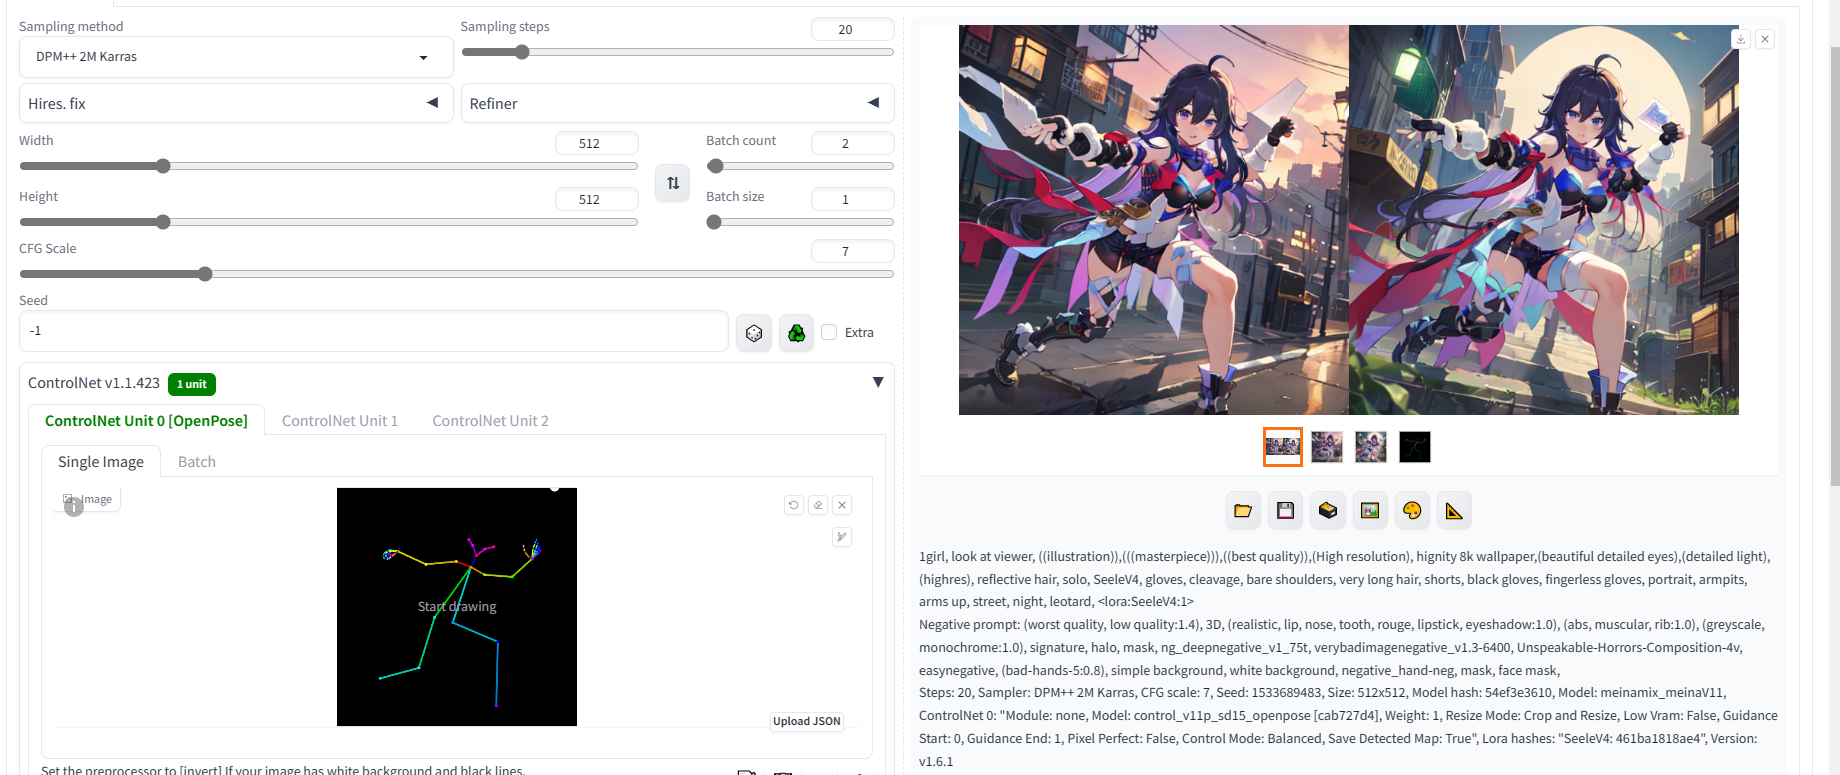 Sampling method
DPM++ 2M Karras
Sampling steps
20
Hires. fix
Refiner
Width
512
Batch count
2
Height
512
Batch size
1
CFG Scale
7
Seed
-1
Extra
ControlNet v1.1.423
1 unit
ControlNet Unit 0 [OpenPose]
ControlNet Unit 1
ControlNet Unit 2
Single Image
Batch
Image
Start drawing
Upload JSON
Set the preprocessor to [invert] If your image has white background and black lines.
1girl, look at viewer, ((illustration)),(((masterpiece))),((best quality)),(High resolution), hignity 8k wallpaper,(beautiful detailed eyes),(detailed light),
(highres), reflective hair, solo, SeeleV4, gloves, cleavage, bare shoulders, very long hair, shorts, black gloves, fingerless gloves, portrait, armpits,
arms up, street, night, leotard, <lora:SeeleV4:1>
Negative prompt: (worst quality, low quality:1.4), 3D, (realistic, lip, nose, tooth, rouge, lipstick, eyeshadow:1.0), (abs, muscular, rib:1.0), (greyscale,
monochrome:1.0), signature, halo, mask, ng_deepnegative_v1_75t, verybadimagenegative_v1.3-6400, Unspeakable-Horrors-Composition-4v,
easynegative, (bad-hands-5:0.8), simple background, white background, negative_hand-neg, mask, face mask,
Steps: 20, Sampler: DPM++ 2M Karras, CFG scale: 7, Seed: 1533689483, Size: 512x512, Model hash: 54ef3e3610, Model: meinamix_meinaV11,
ControlNet 0: "Module: none, Model: control_v11p_sd15_openpose [cab727d4], Weight: 1, Resize Mode: Crop and Resize, Low Vram: False, Guidance
Start: 0, Guidance End: 1, Pixel Perfect: False, Control Mode: Balanced, Save Detected Map: True", Lora hashes: "SeeleV4: 461ba1818ae4", Version:
v1.6.1